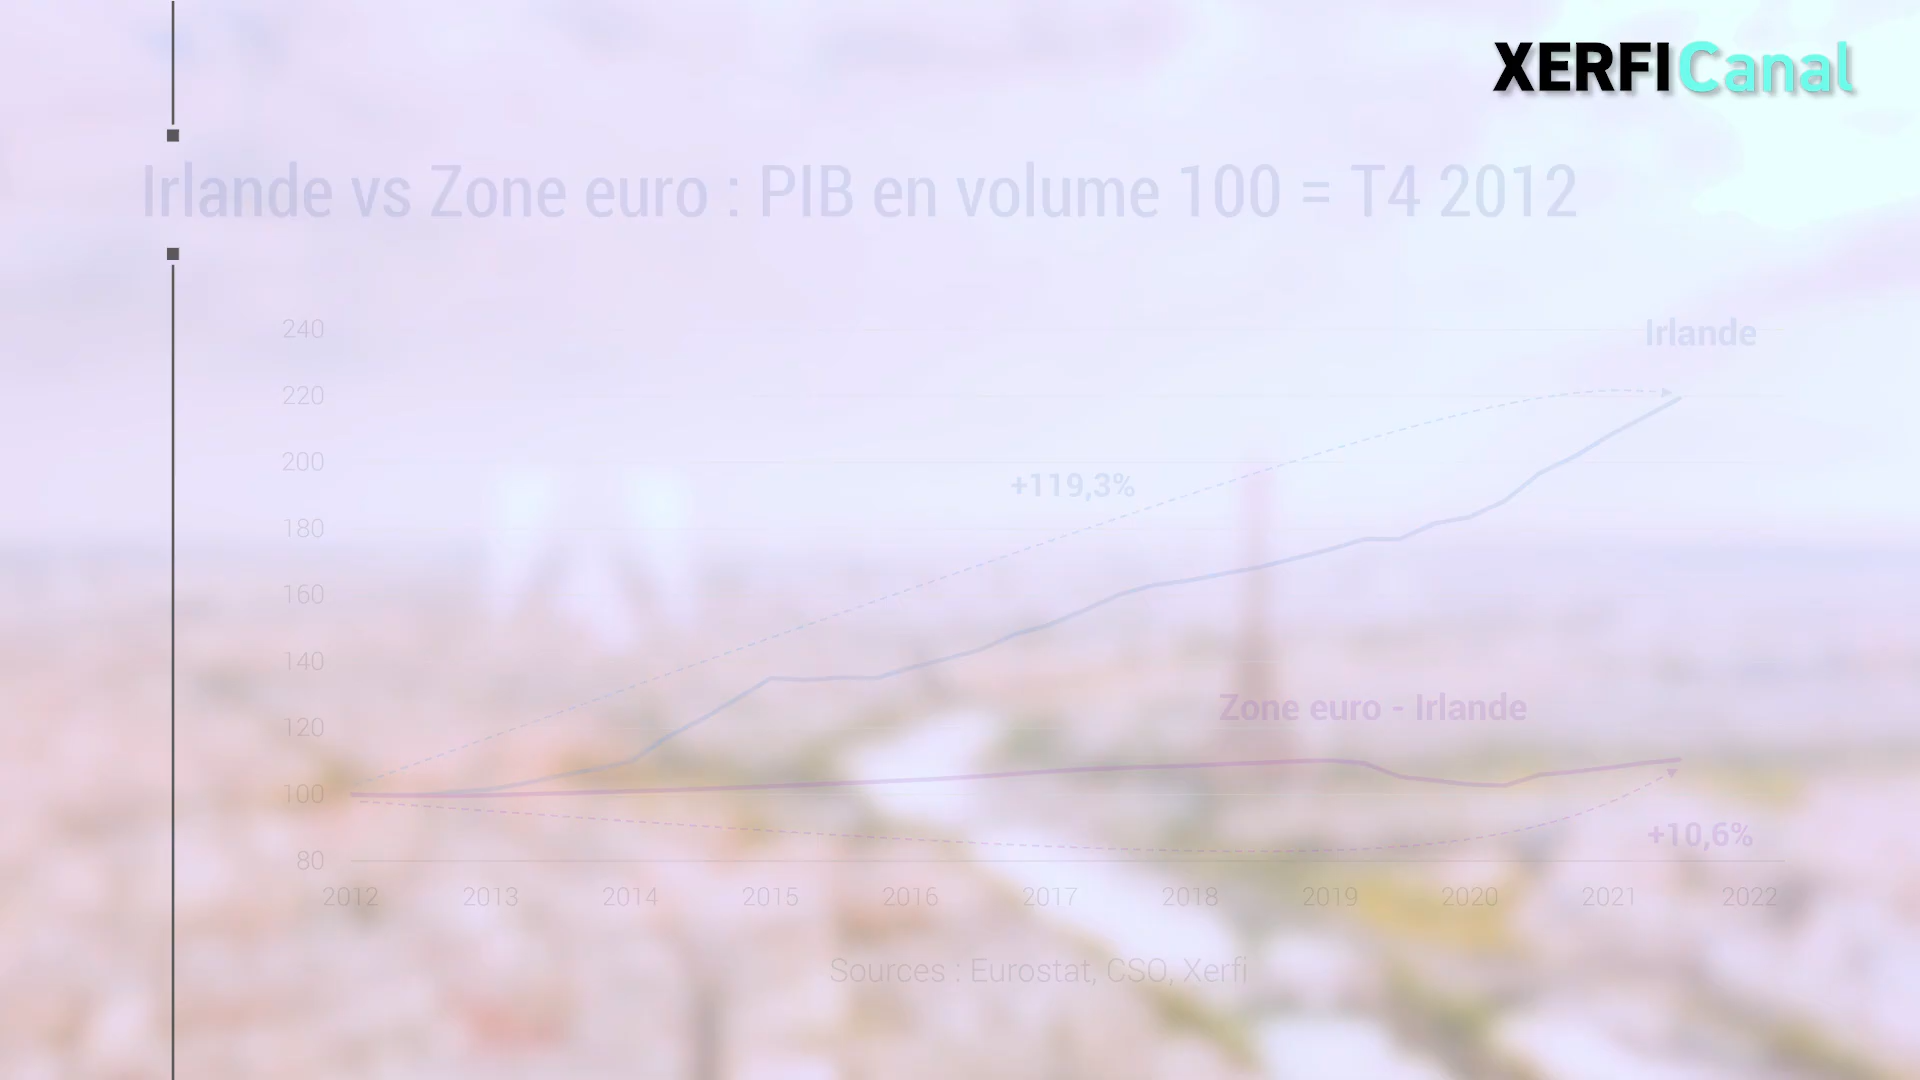 XERFI Canal
Irlande vs Zone euro : PIB en volume 100 = T4 2012
240
Irlande
220
200
+119,3%
180
160
140
Zone euro - Irlande
120
100
+10,6%
80
2012 2013 2014 2015 2016 2017 2018 2019 2020 2021 2022
Sources : Eurostat, CSO, Xerfi